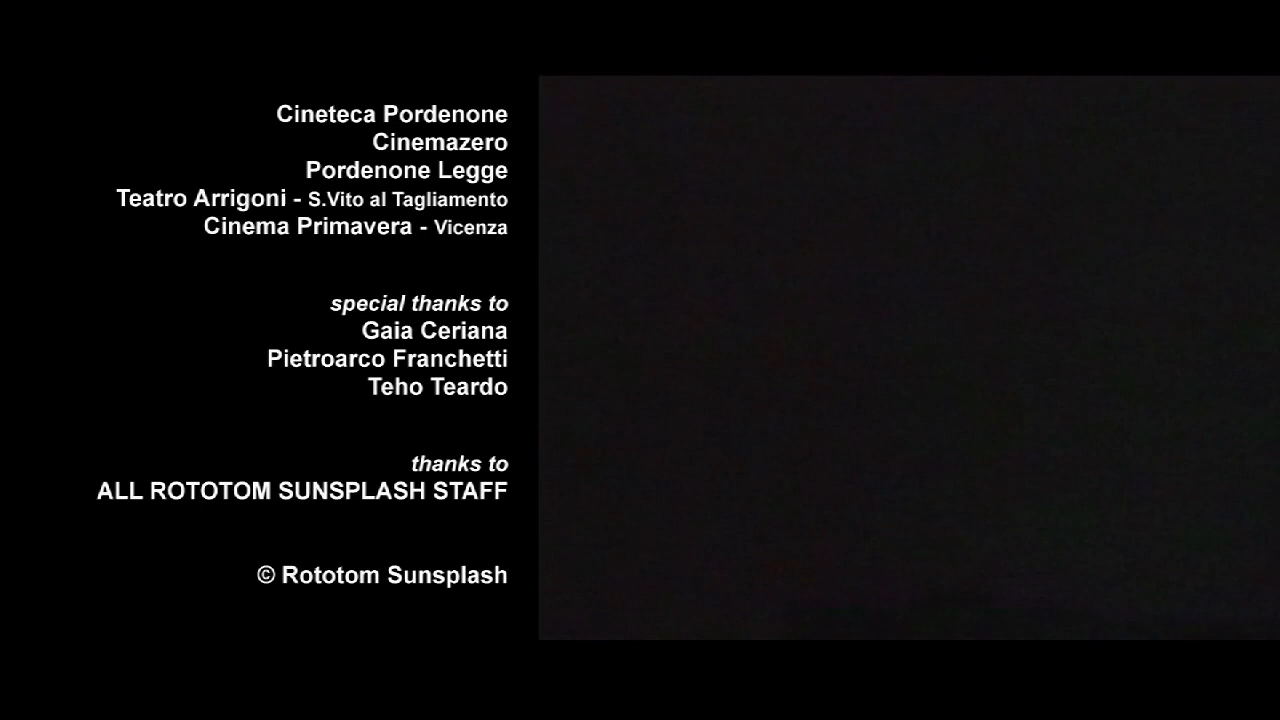 Cineteca Pordenone
Cinemazero
Pordenone Legge
Teatro Arrigoni - S.Vito al Tagliamento
Cinema Primavera - Vicenza
special thanks to
Gaia Ceriana
Pietroarco Franchetti
Teho Teardo
thanks to
ALL ROTOTOM SUNSPLASH STAFF
© Rototom Sunsplash